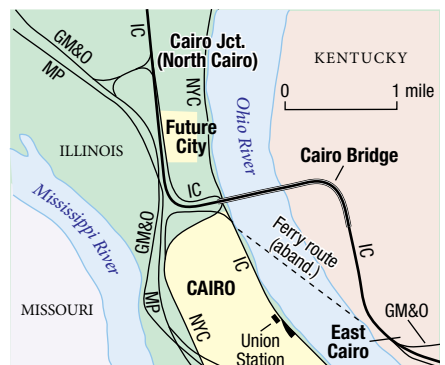 GM&O
MP
IC
Cairo Jct.
(North Cairo)
NYC
KENTUCKY
0
1 mile
Ohio River
Future
City
ILLINOIS
Cairo Bridge
Mississippi River
IC
GM&O
Ferry route
(aband.)
IC
IC
CAIRO
MISSOURI
MP
NYC
GM&O
Union
Station
East
Cairo